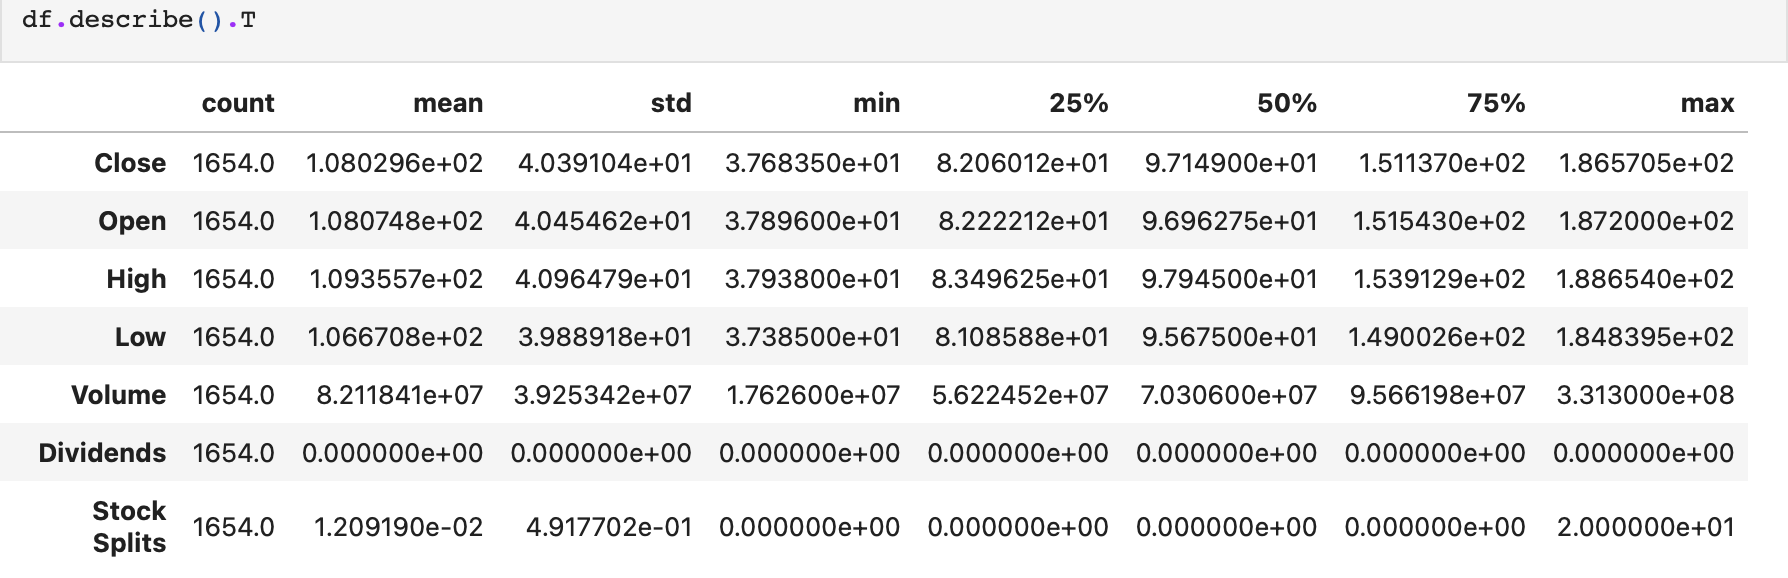 df.describe().T
count mean std min 25% 50% 75% max
Close 1654.0 1.080296e+02 4.039104e+01 3.768350e+01 8.206012e+01 9.714900e+01 1.511370e+02 1.865705e+02
Open 1654.0 1.080748e+02 4.045462e+01 3.789600e+01 8.222212e+01 9.696275e+01 1.515430e+02 1.872000e+02
High 1654.0 1.093557e+02 4.096479e+01 3.793800e+01 8.349625e+01 9.794500e+01 1.539129e+02 1.886540e+02
Low 1654.0 1.066708e+02 3.988918e+01 3.738500e+01 8.108588e+01 9.567500e+01 1.490026e+02 1.848395e+02
Volume 1654.0 8.211841e+07 3.925342e+07 1.762600e+07 5.622452e+07 7.030600e+07 9.566198e+07 3.313000e+08
Dividends 1654.0 0.000000e+00 0.000000e+00 0.000000e+00 0.000000e+00 0.000000e+00 0.000000e+00 0.000000e+00
Stock
Splits 1654.0 1.209190e-02 4.917702e-01 0.000000e+00 0.000000e+00 0.000000e+00 0.000000e+00 2.000000e+01